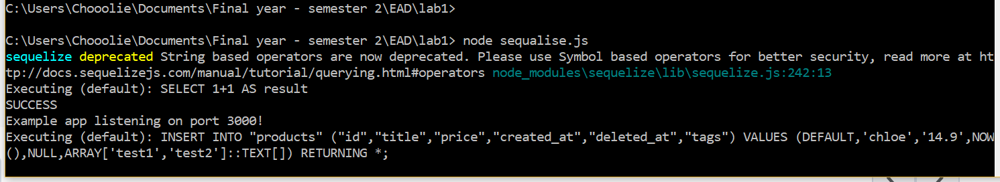 C:\Users\Chooolie\Documents\Final year - semester 2\EAD\lab1>
C:\Users\Chooolie\Documents\Final year - semester 2\EAD\lab1> node sequalise.js
sequelize deprecated String based operators are now deprecated. Please use Symbol based operators for better security, read more at ht
tp://docs.sequelizejs.com/manual/tutorial/querying.html#operators node_modules\sequelize\lib\sequelize.js:242:13
Executing (default): SELECT 1+1 AS result
SUCCESS
Example app listening on port 3000!
Executing (default): INSERT INTO "products" ("id","title","price","created_at","deleted_at","tags") VALUES (DEFAULT,'chloe','14.9',NOW
(),NULL,ARRAY['test1','test2']::TEXT[]) RETURNING *;